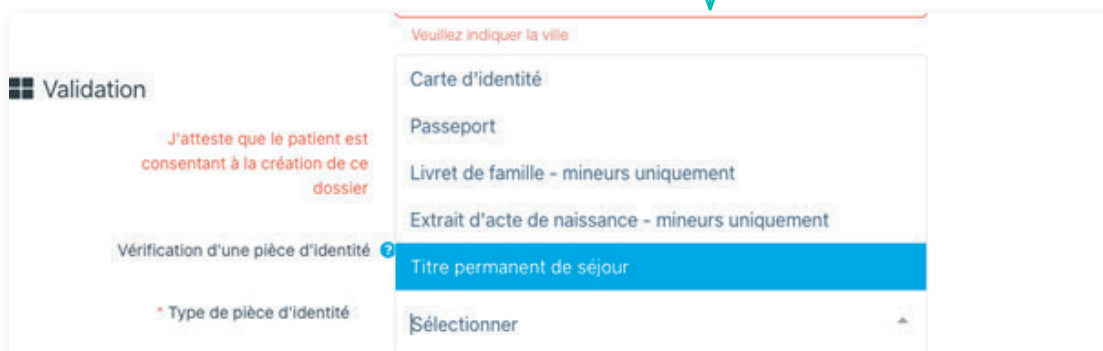 Veuillez indiquer la ville
Validation
Carte d'identité
Passeport
J'atteste que le patient est
consentant à la création de ce
dossier
Livret de famille - mineurs uniquement
Extrait d'acte de naissance - mineurs uniquement
Vérification d'une pièce d'identité ?
Titre permanent de séjour
* Type de pièce d'identité
Sélectionner